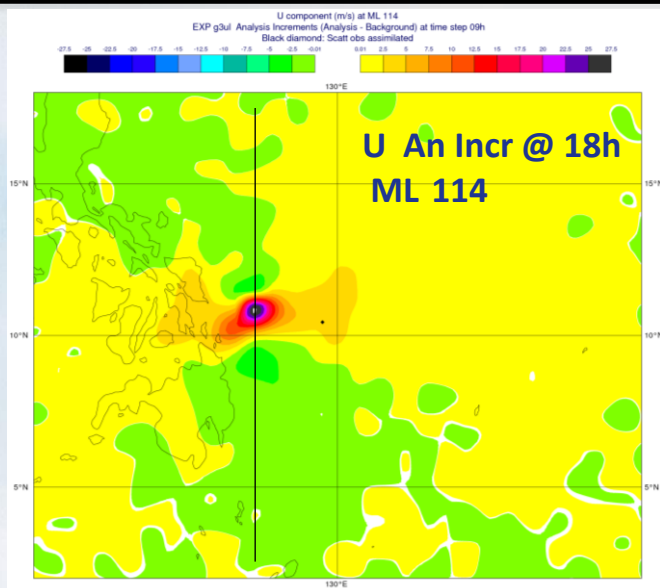 U component (m/s) at ML 114
EXP g3ul Analysis Increments (Analysis - Background) at time step 09h
Black diamond: Scatt obs assimilated
-27.5 -25 -22.5 -20 -17.5 -15 -12.5 -10 -7.5 -5 -2.5 -0.01 0.01 2.5 5 7.5 10 12.5 15 17.5 20 22.5 25 27.5
130°E
U An Incr @ 18h
ML 114
15°N 15°N
10°N 10°N
5°N 5°N
130°E